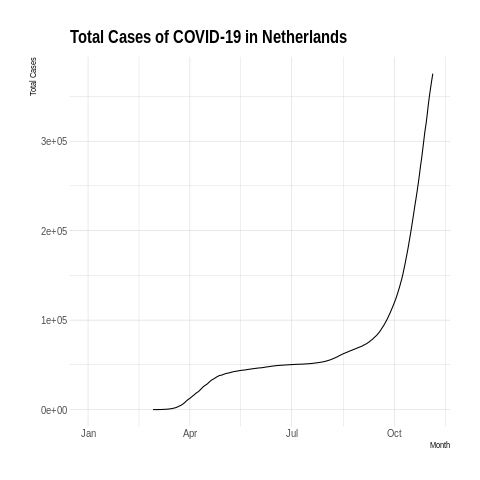 Total Cases of COVID-19 in Netherlands
Total Cases
3e+05
2e+05
1e+05
0e+00
Jan Apr Jul Oct
Month